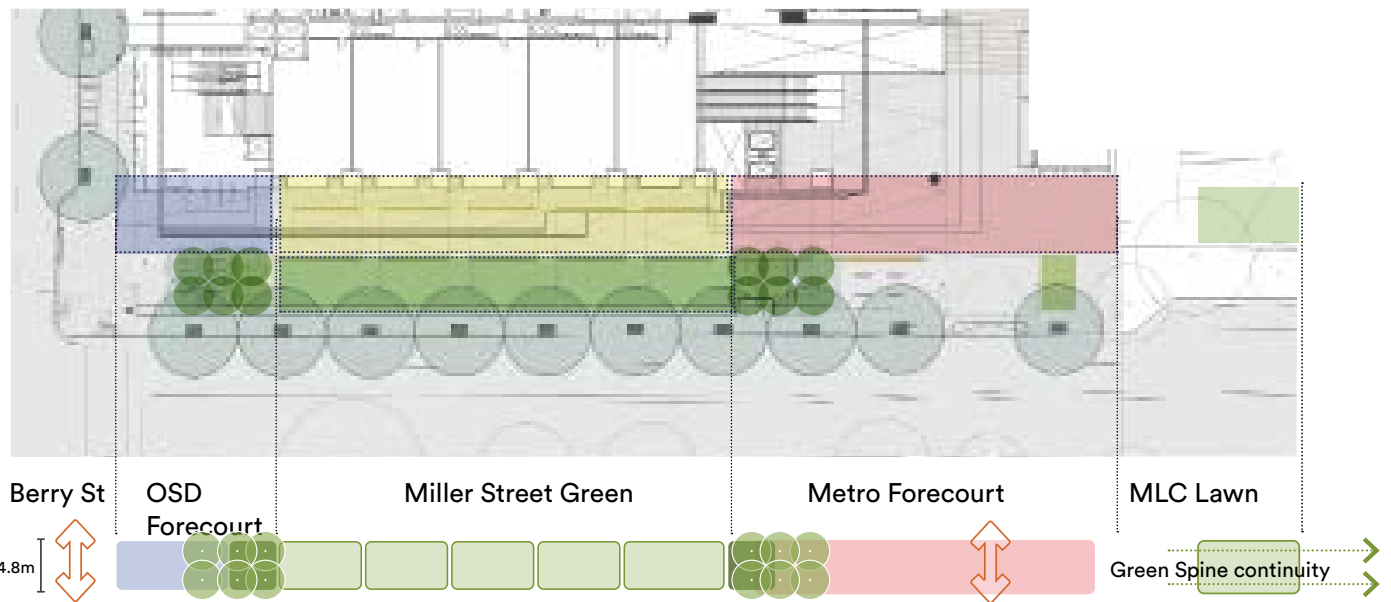 Berry St
OSD
Forecourt
Miller Street Green
Metro Forecourt
MLC Lawn
4.8m
Green Spine continuity